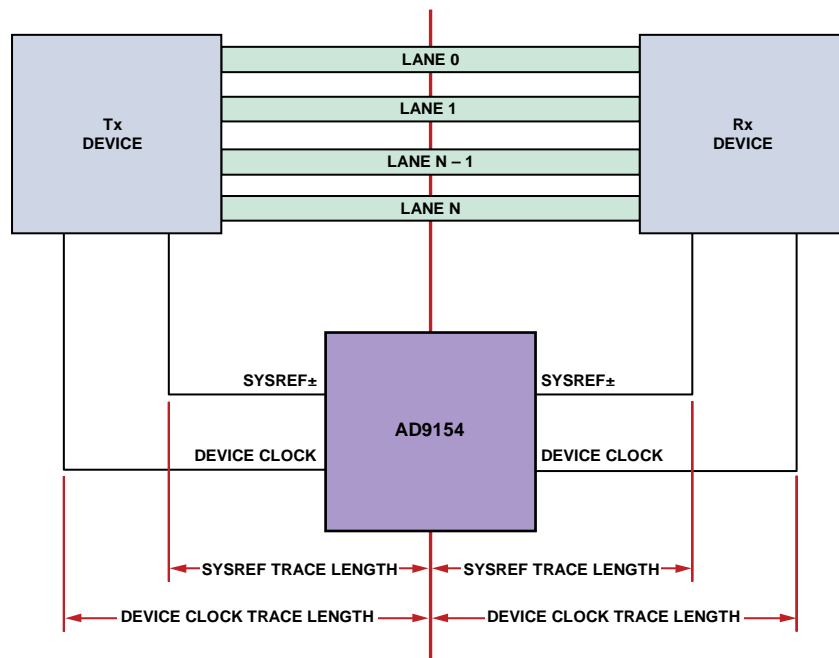 LANE 0
LANE 1
LANE N – 1
LANE N
Tx
DEVICE
Rx
DEVICE
SYSREF±
SYSREF±
AD9154
DEVICE CLOCK
DEVICE CLOCK
SYSREF TRACE LENGTH
SYSREF TRACE LENGTH
DEVICE CLOCK TRACE LENGTH
DEVICE CLOCK TRACE LENGTH